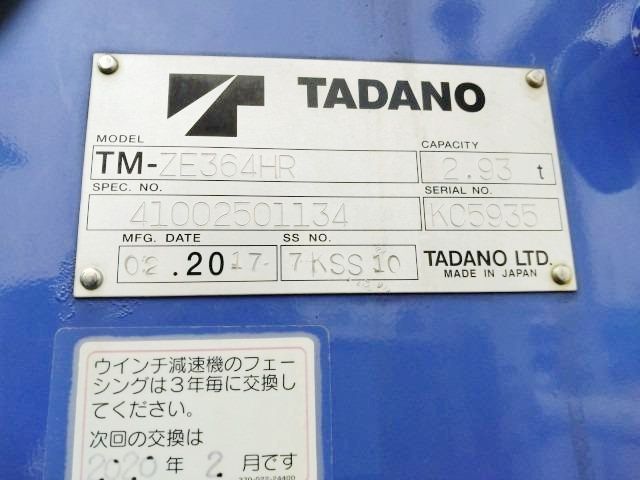 TADANO
MODEL
TM-ZE364HR
CAPACITY
2.93 t
SPEC. NO.
41002501134
SERIAL NO.
KC5935
MFG. DATE
02.2017
SS NO.
7KSS10
TADANO LTD.
MADE IN JAPAN
ウインチ減速機のフェー
シングは3年毎に交換し
てください。
次回の交換は
2020年 2月です